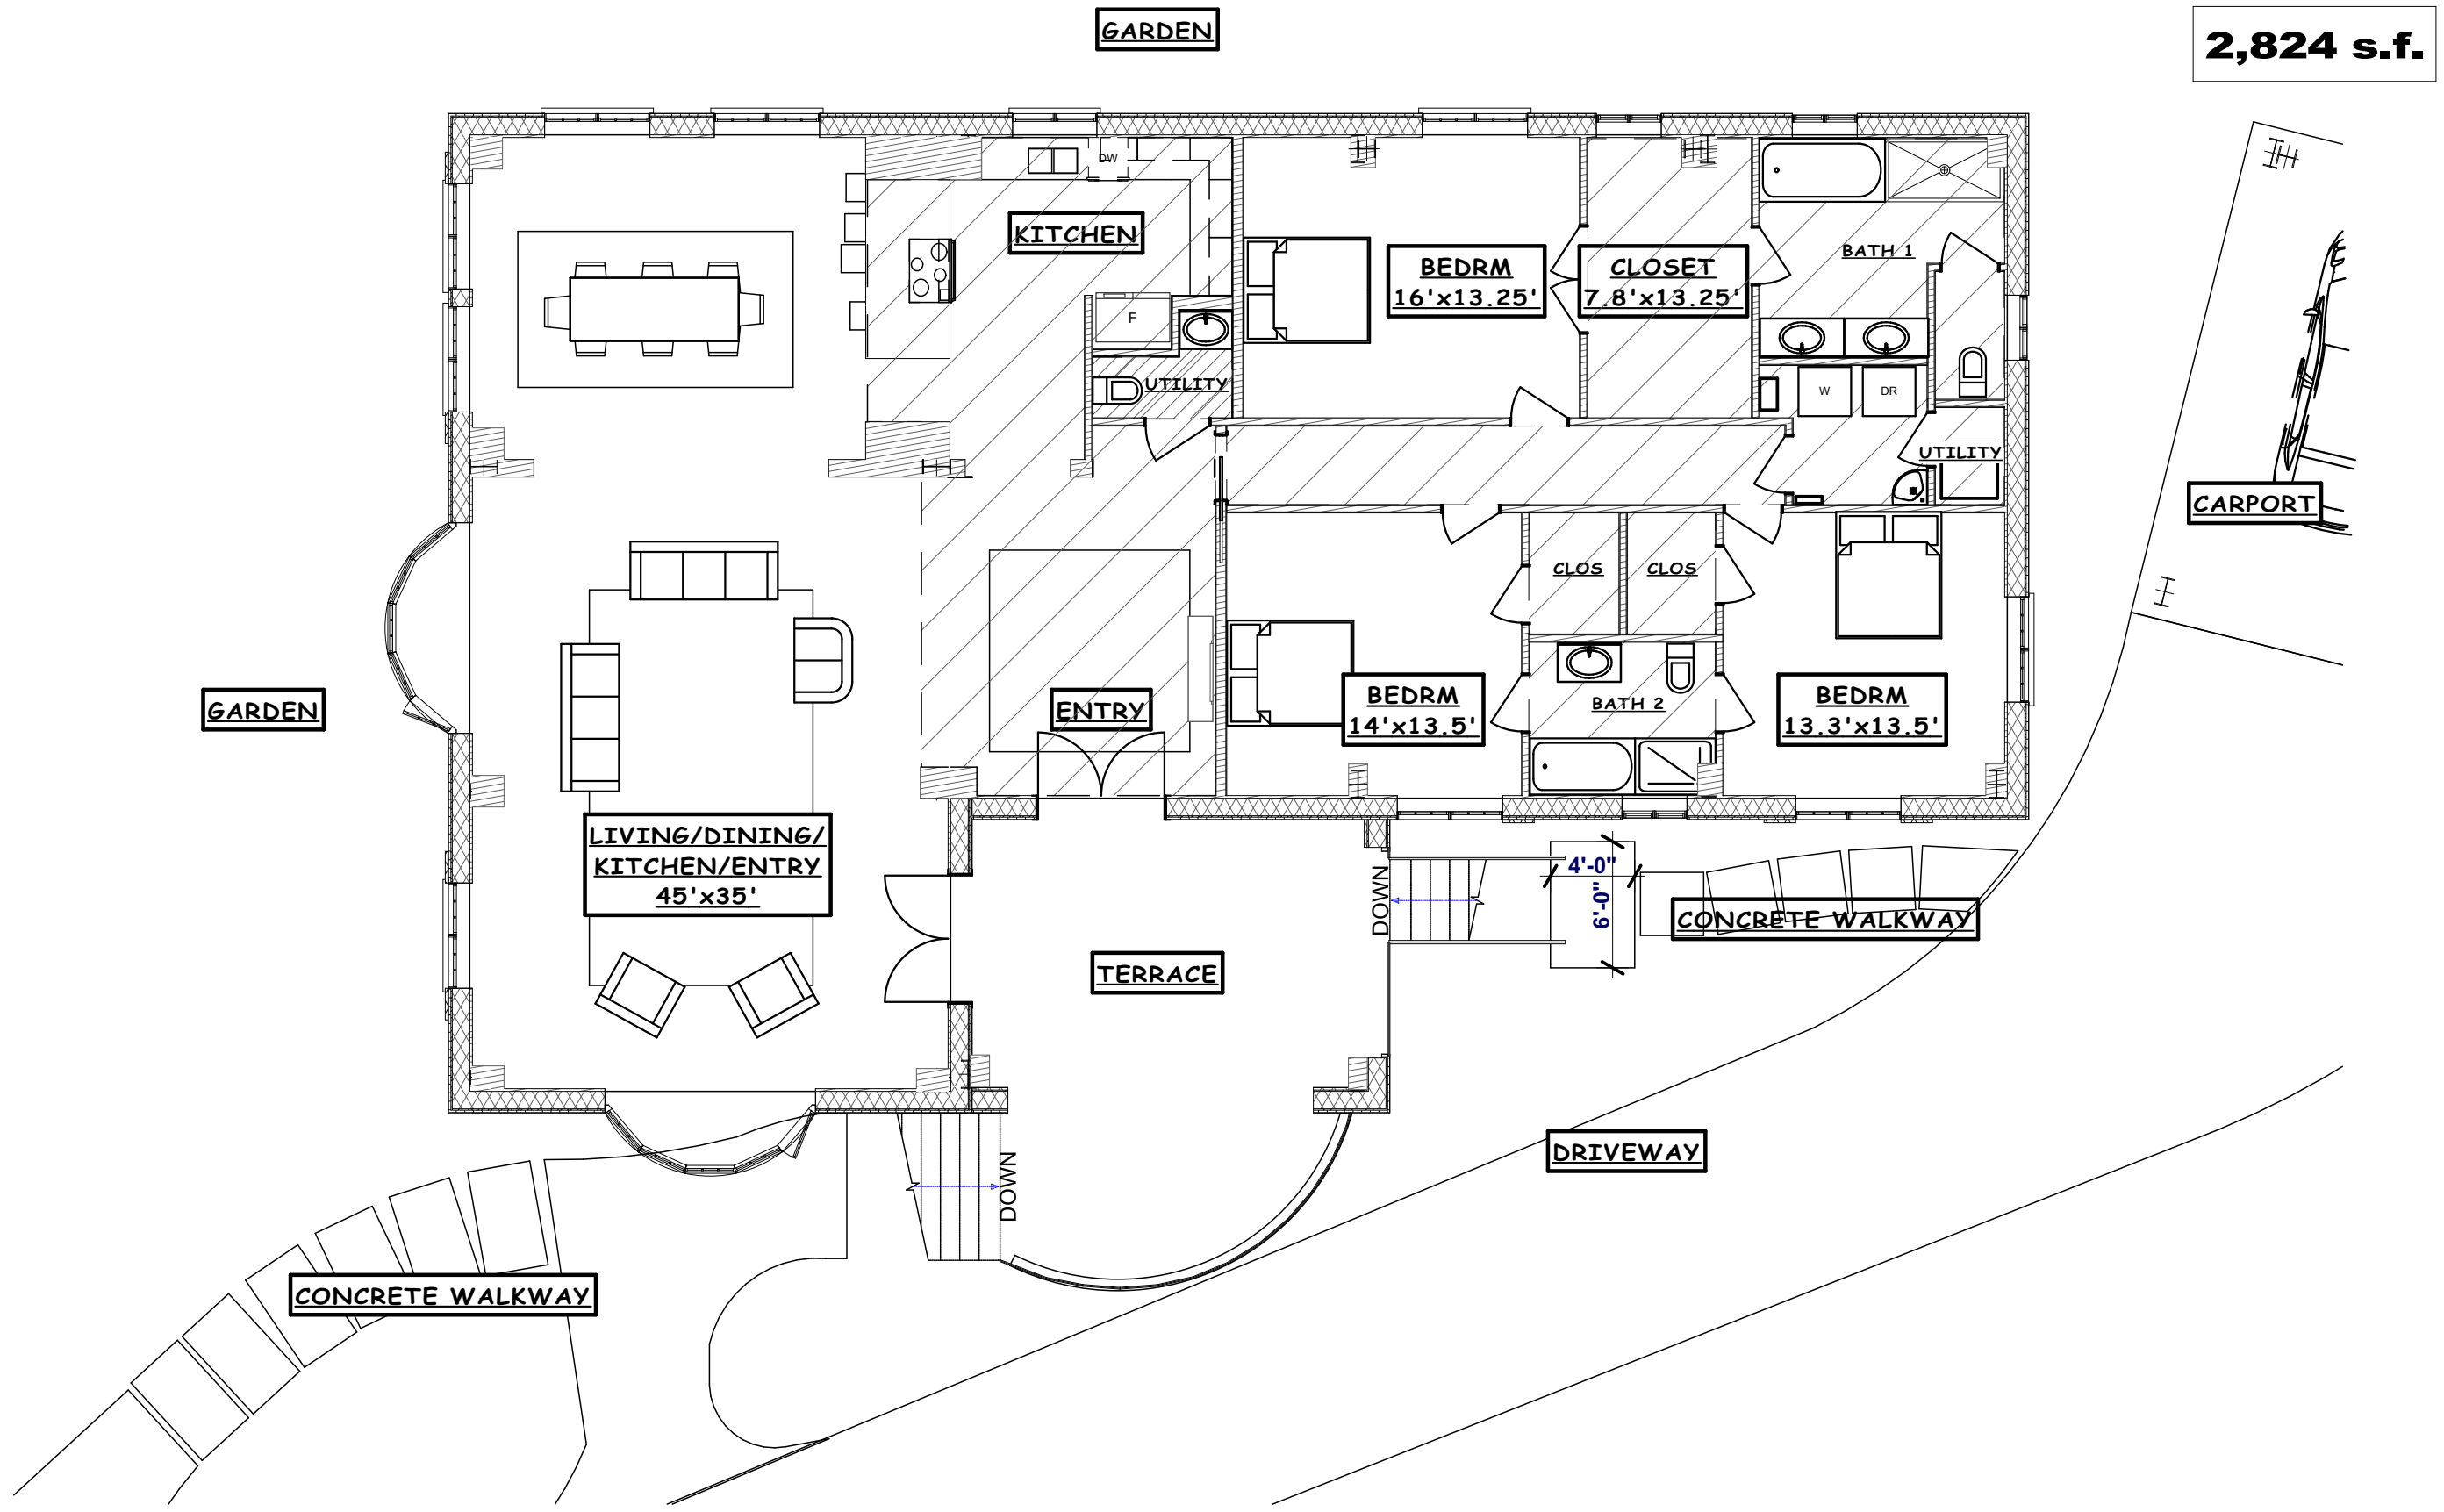 GARDEN
2,824 s.f.
DW
KITCHEN
BEDRM
16'x13.25'
CLOSET
7.8'x13.25'
BATH 1
F
UTILITY
W
DR
UTILITY
CARPORT
CLOS
CLOS
GARDEN
ENTRY
BEDRM
14'x13.5'
BATH 2
BEDRM
13.3'x13.5'
LIVING/DINING/
KITCHEN/ENTRY
45'x35'
DOWN
4'-0"
6'-0"
CONCRETE WALKWAY
TERRACE
DRIVEWAY
DOWN
CONCRETE WALKWAY